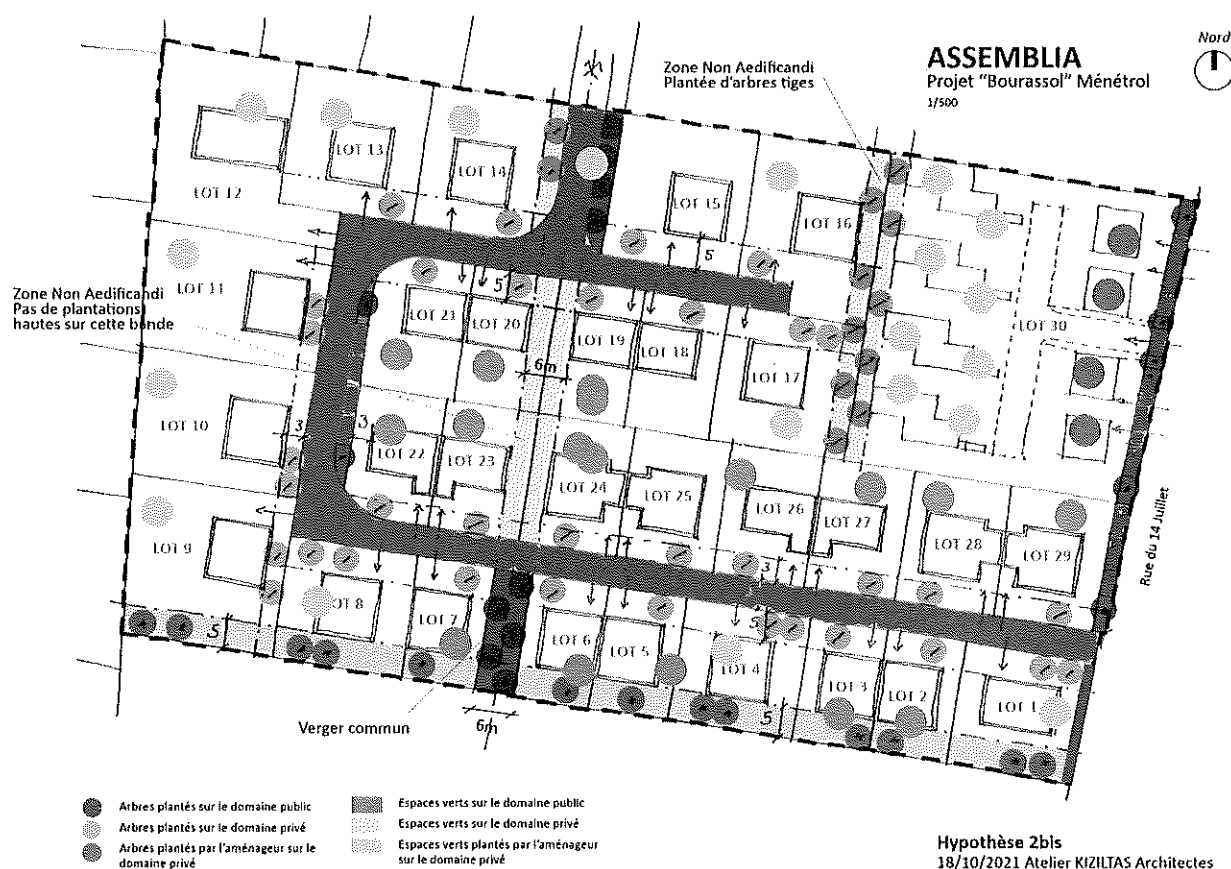 ASSEMBLIA
Projet "Bourassol" Ménétrol
1/500
Nord
Zone Non Aedificandi
Plantée d'arbres tiges
LOT 13
LOT 14
LOT 12
LOT 15
LOT 16
5
LOT 11
Zone Non Aedificandi
Pas de plantations
hautes sur cette bande
LOT 21
LOT 20
5
LOT 19
LOT 18
LOT 30
6m
LOT 17
LOT 10
3
3
LOT 22
LOT 23
LOT 24
LOT 25
LOT 26
LOT 27
LOT 28
LOT 29
Rue du 14 Juillet
LOT 9
3
LOT 8
LOT 7
LOT 6
LOT 5
LOT 4
LOT 3
LOT 2
LOT 1
5
5
5
Verger commun
6m
Arbres plantés sur le domaine public
Arbres plantés sur le domaine privé
Arbres plantés par l'aménageur sur le
domaine privé
Espaces verts sur le domaine public
Espaces verts sur le domaine privé
Espaces verts plantés par l'aménageur
sur le domaine privé
Hypothèse 2bis
18/10/2021 Atelier KIZILTAS Architectes